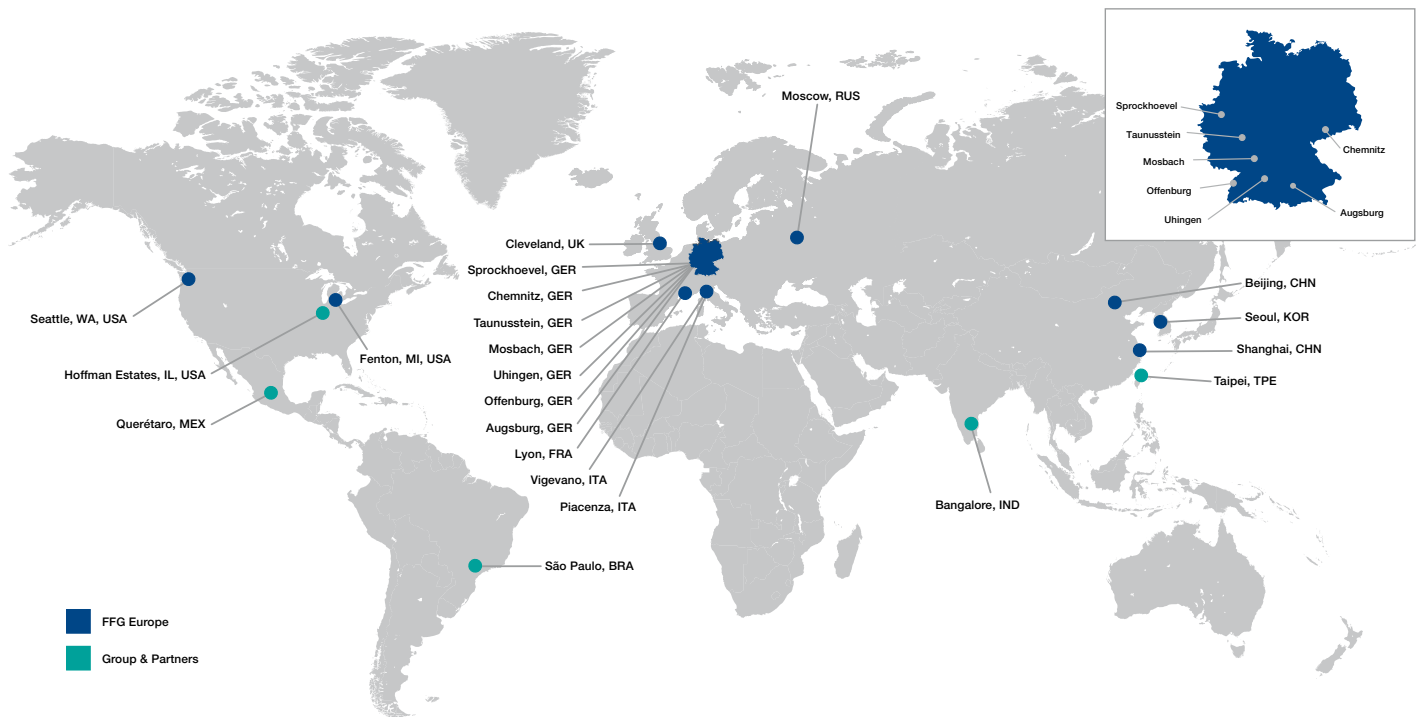 Moscow, RUS
Sprockhoevel
Taunusstein
Mosbach
Offenburg
Uhingen
Chemnitz
Augsburg
Cleveland, UK
Sprockhoevel, GER
Chemnitz, GER
Taunusstein, GER
Mosbach, GER
Uhingen, GER
Offenburg, GER
Augsburg, GER
Lyon, FRA
Vigevano, ITA
Piacenza, ITA
Seattle, WA, USA
Fenton, MI, USA
Hoffman Estates, IL, USA
Querétaro, MEX
São Paulo, BRA
Beijing, CHN
Seoul, KOR
Shanghai, CHN
Taipei, TPE
Bangalore, IND
FFG Europe
Group & Partners